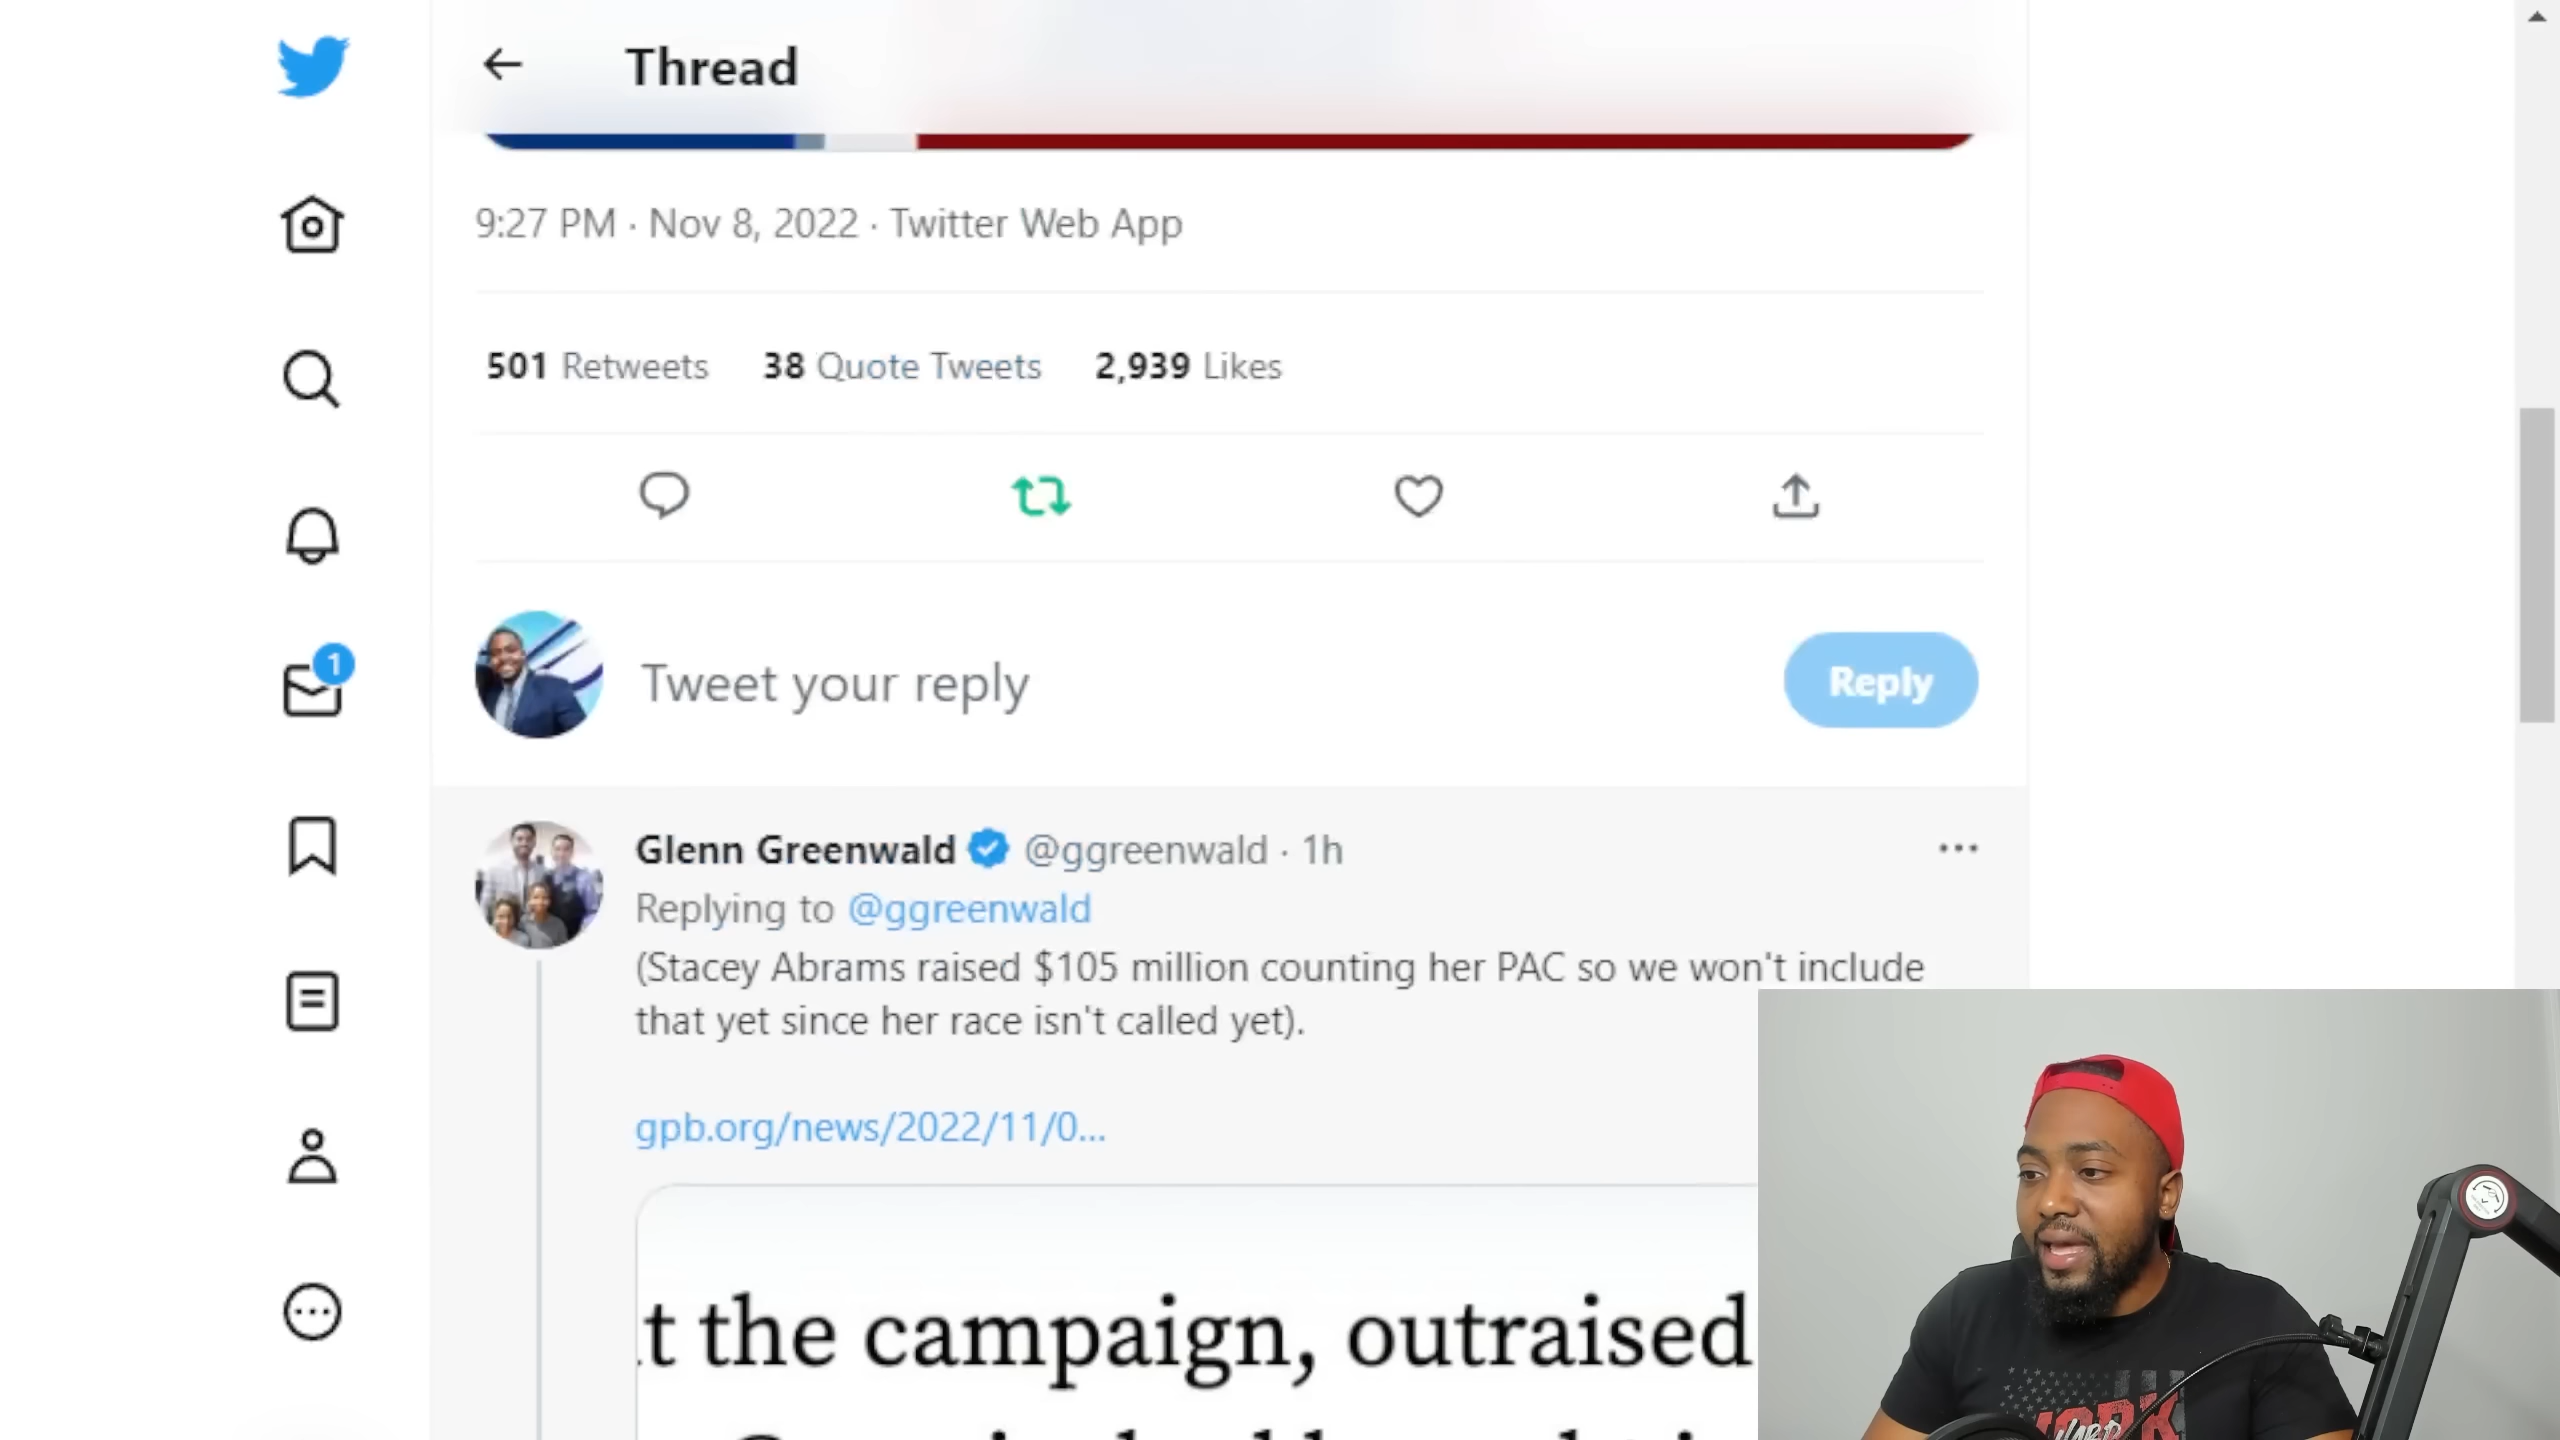 Thread
9:27 PM · Nov 8, 2022 · Twitter Web App
501 Retweets 38 Quote Tweets 2,939 Likes
1
Tweet your reply
Reply
Glenn Greenwald @ggreenwald · 1h
Replying to @ggreenwald
(Stacey Abrams raised $105 million counting her PAC so we won't include
that yet since her race isn't called yet).
gpb.org/news/2022/11/0...
t the campaign, outraised
WORK
HARD